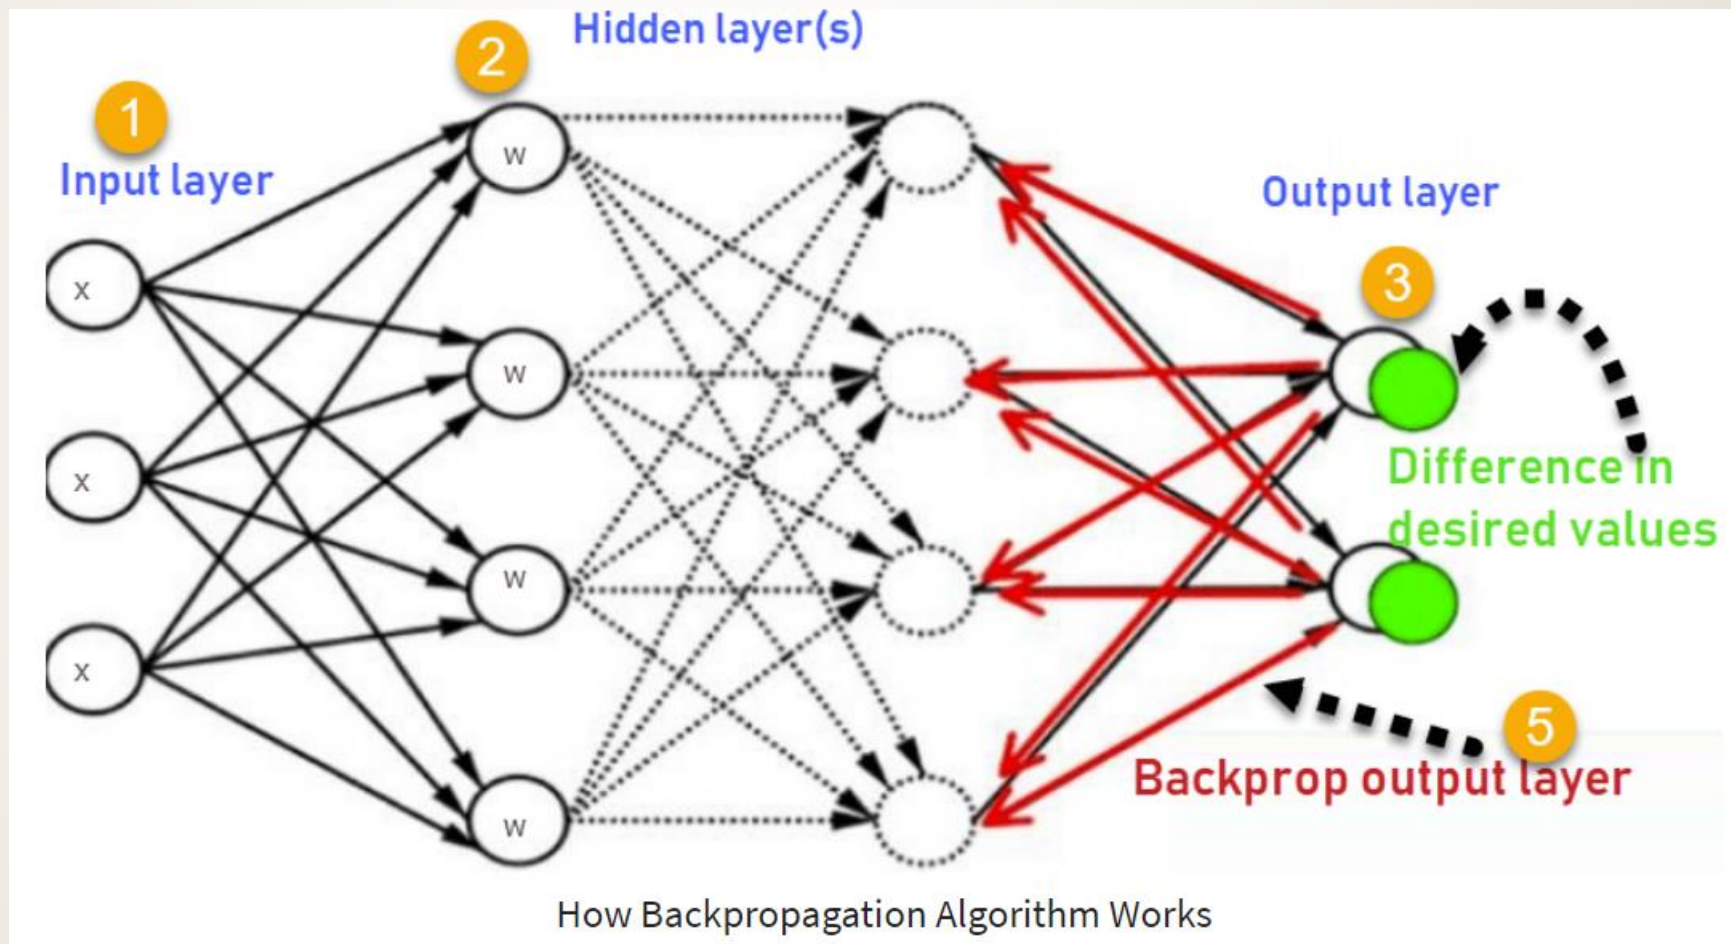 2
Hidden layer(s)
1
Input layer
Output layer
3
x
x
x
w
w
w
w
Difference in
desired values
5
Backprop output layer
How Backpropagation Algorithm Works